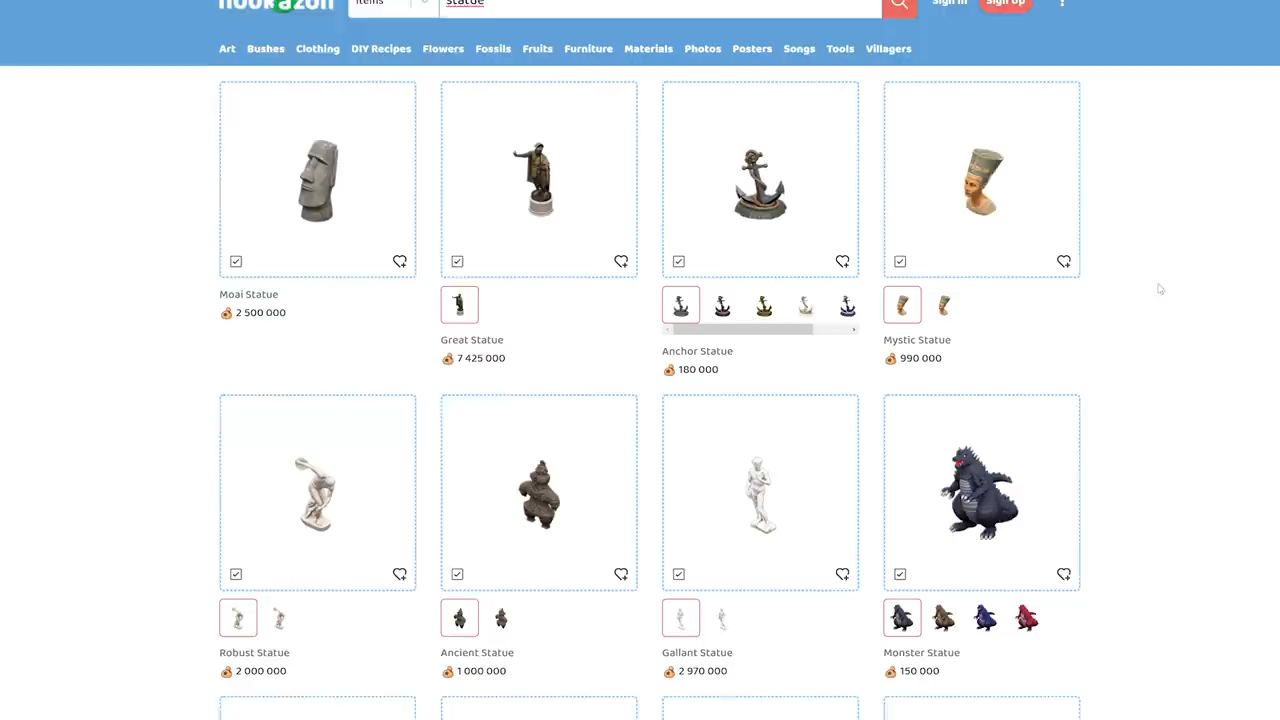 nookazon
Items
statue
Sign In
Sign Up
Art Bushes Clothing DIY Recipes Flowers Fossils Fruits Furniture Materials Photos Posters Songs Tools Villagers
Moai Statue
2 500 000
Great Statue
7 425 000
Anchor Statue
180 000
Mystic Statue
990 000
Robust Statue
2 000 000
Ancient Statue
1 000 000
Gallant Statue
2 970 000
Monster Statue
150 000